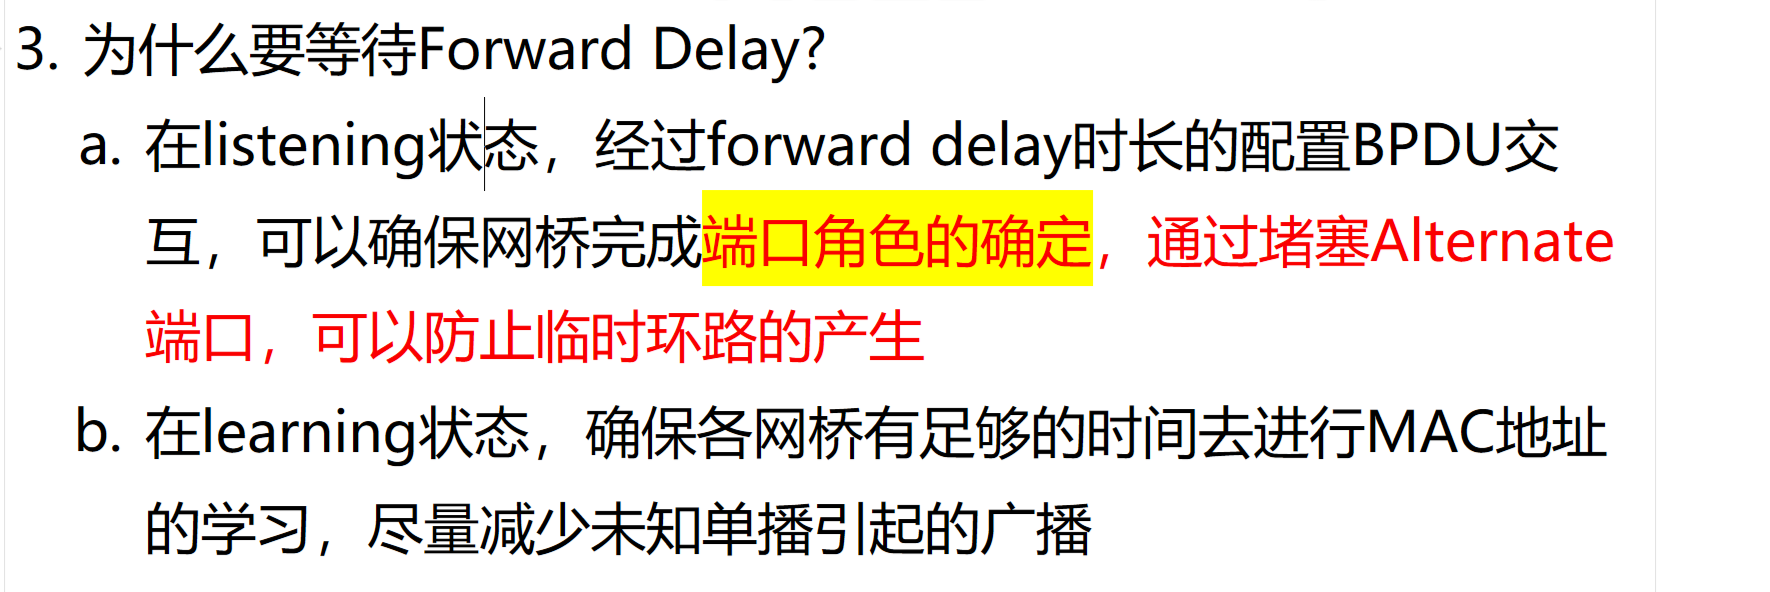 3. 为什么要等待Forward Delay?
a. 在listening状态，经过forward delay时长的配置BPDU交
互，可以确保网桥完成端口角色的确定，通过堵塞Alternate
端口，可以防止临时环路的产生
b. 在learning状态，确保各网桥有足够的时间去进行MAC地址
的学习，尽量减少未知单播引起的广播